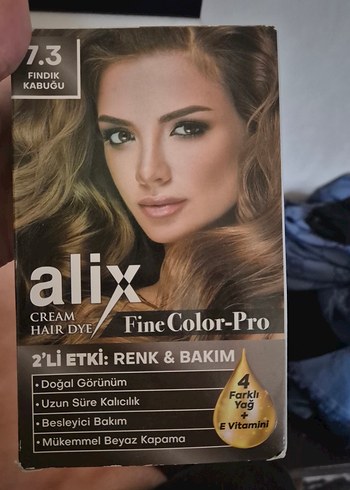 7.3
FINDIK
KABUĞU
alix
CREAM
HAIR DYE
FineColor-Pro
2'Lİ ETKİ: RENK & BAKIM
• Doğal Görünüm
• Uzun Süre Kalıcılık
• Besleyici Bakım
• Mükemmel Beyaz Kapama
4
Farklı
Yağ
+
E Vitamini